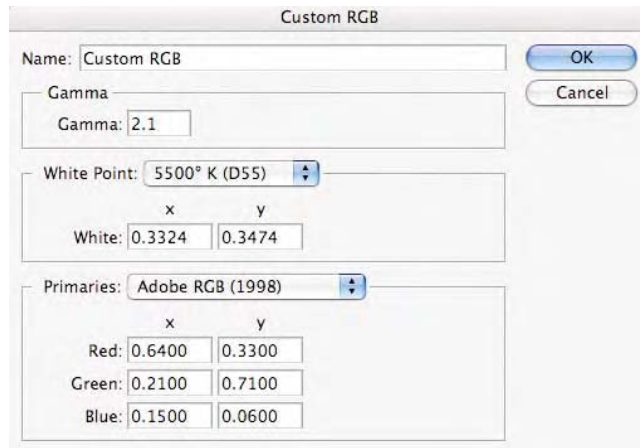 Custom RGB
Name: Custom RGB
OK
Cancel
Gamma
Gamma: 2.1
White Point: 5500° K (D55)
x y
White: 0.3324 0.3474
Primaries: Adobe RGB (1998)
x y
Red: 0.6400 0.3300
Green: 0.2100 0.7100
Blue: 0.1500 0.0600